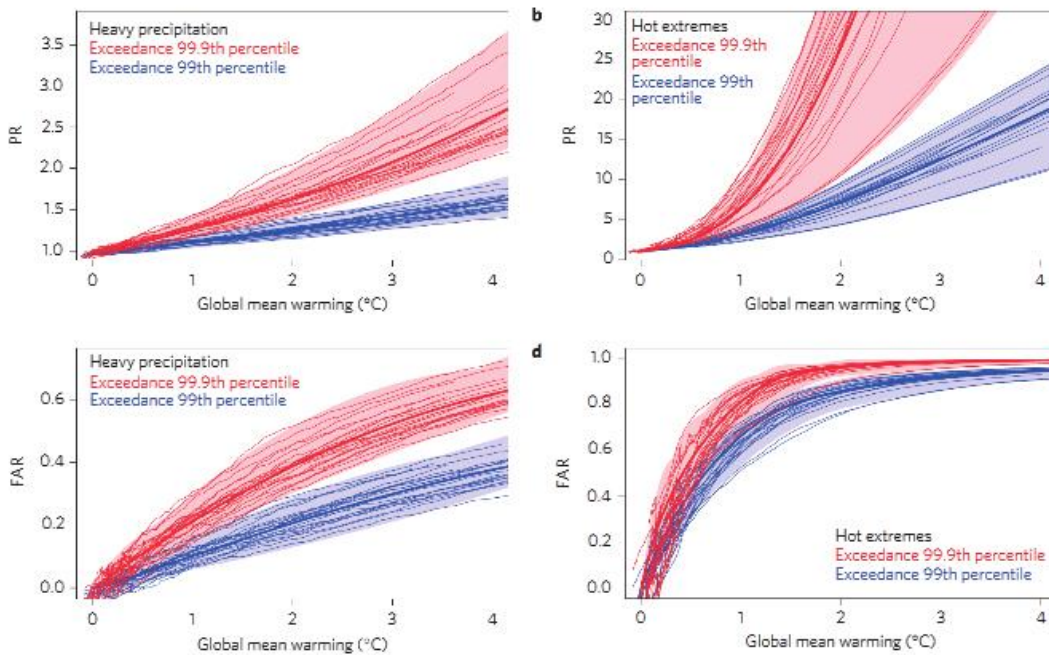 Heavy precipitation
Exceedance 99.9th percentile
Exceedance 99th percentile
3.5
3.0
2.5
2.0
1.5
1.0
PR
0
1
2
3
4
Global mean warming (°C)
b
Hot extremes
Exceedance 99.9th
percentile
Exceedance 99th
percentile
30
25
20
15
10
5
0
PR
0
1
2
3
4
Global mean warming (°C)
Heavy precipitation
Exceedance 99.9th percentile
Exceedance 99th percentile
0.6
0.4
0.2
0.0
FAR
0
1
2
3
4
Global mean warming (°C)
d
1.0
0.8
0.6
0.4
0.2
0.0
FAR
Hot extremes
Exceedance 99.9th percentile
Exceedance 99th percentile
0
1
2
3
4
Global mean warming (°C)